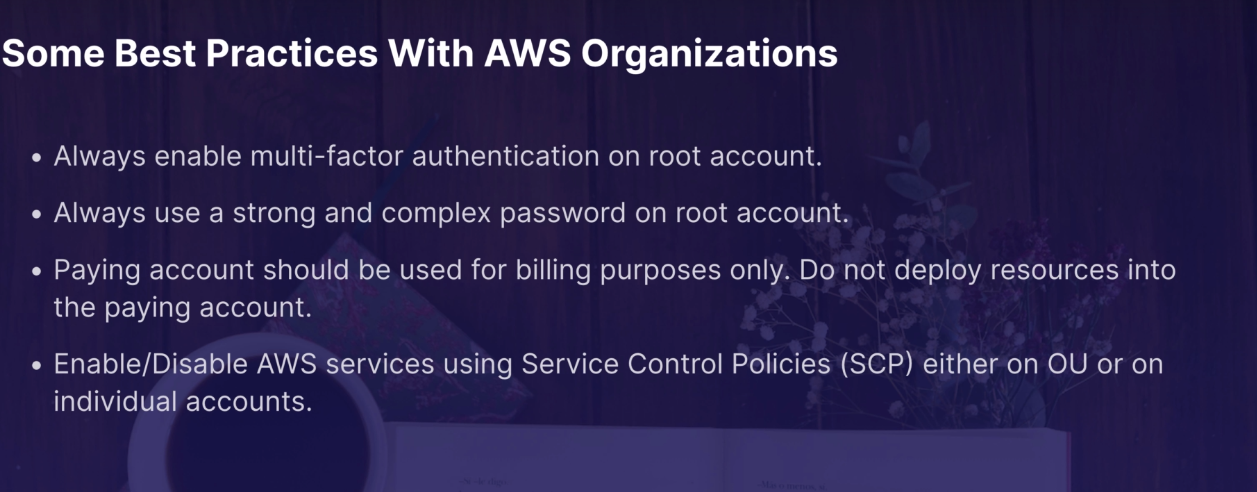 Some Best Practices With AWS Organizations
• Always enable multi-factor authentication on root account.
• Always use a strong and complex password on root account.
• Paying account should be used for billing purposes only. Do not deploy resources into
the paying account.
• Enable/Disable AWS services using Service Control Policies (SCP) either on OU or on
individual accounts.